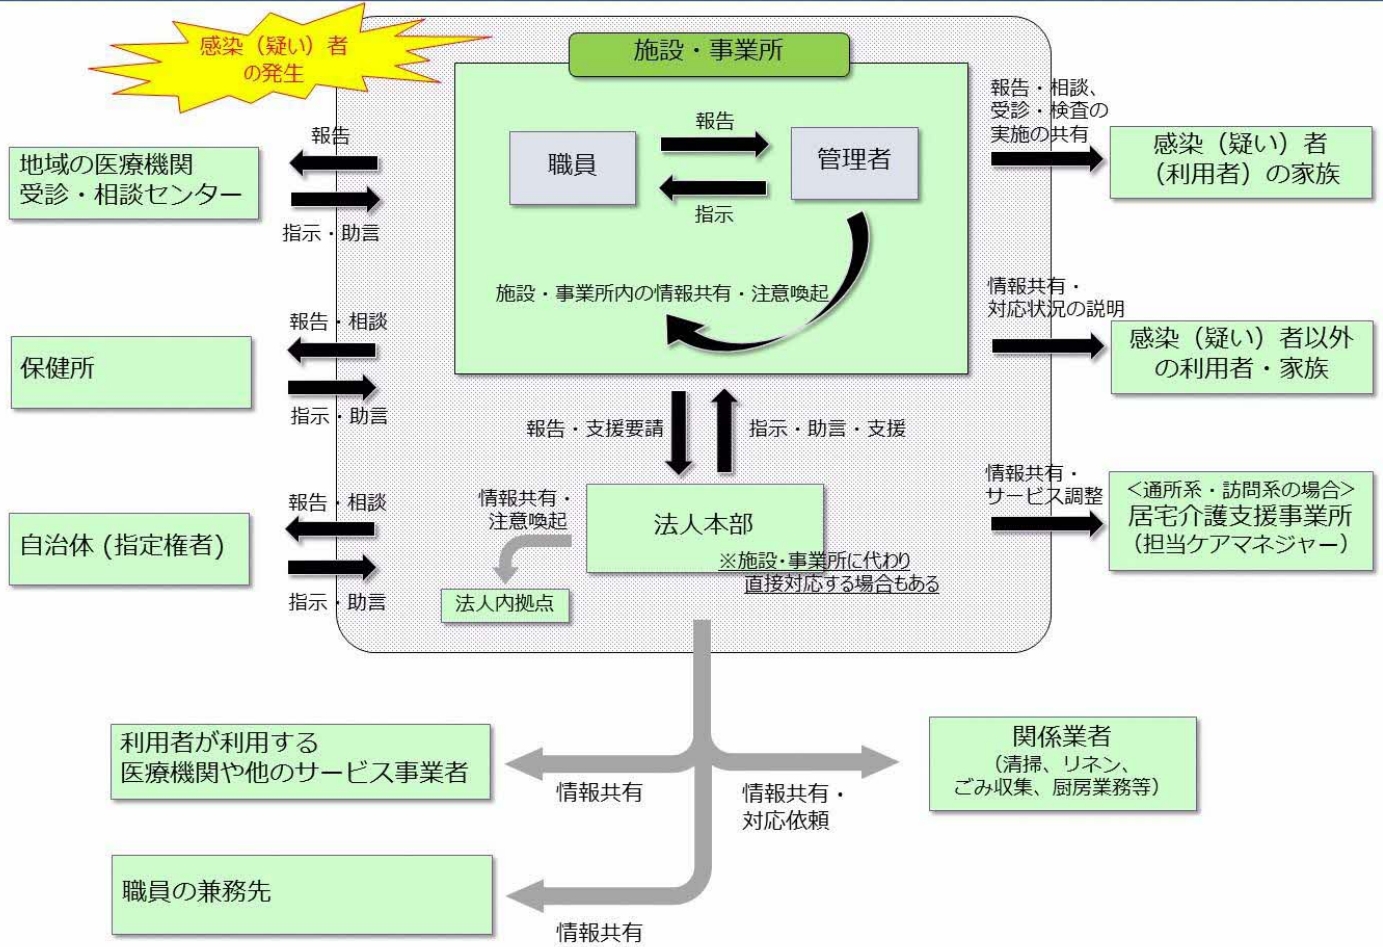 感染（疑い）者
の発生
施設・事業所
職員
報告
管理者
指示
施設・事業所内の情報共有・注意喚起
地域の医療機関
受診・相談センター
報告
指示・助言
保健所
報告・相談
指示・助言
自治体 (指定権者)
報告・相談
指示・助言
報告・相談、
受診・検査の
実施の共有
感染（疑い）者
（利用者）の家族
情報共有・
対応状況の説明
感染（疑い）者以外
の利用者・家族
情報共有・
サービス調整
＜通所系・訪問系の場合＞
居宅介護支援事業所
（担当ケアマネジャー）
報告・支援要請
指示・助言・支援
情報共有・
注意喚起
法人本部
※施設・事業所に代わり
直接対応する場合もある
法人内拠点
利用者が利用する
医療機関や他のサービス事業者
情報共有
情報共有・
対応依頼
関係業者
（清掃、リネン、
ごみ収集、厨房業務等）
職員の兼務先
情報共有